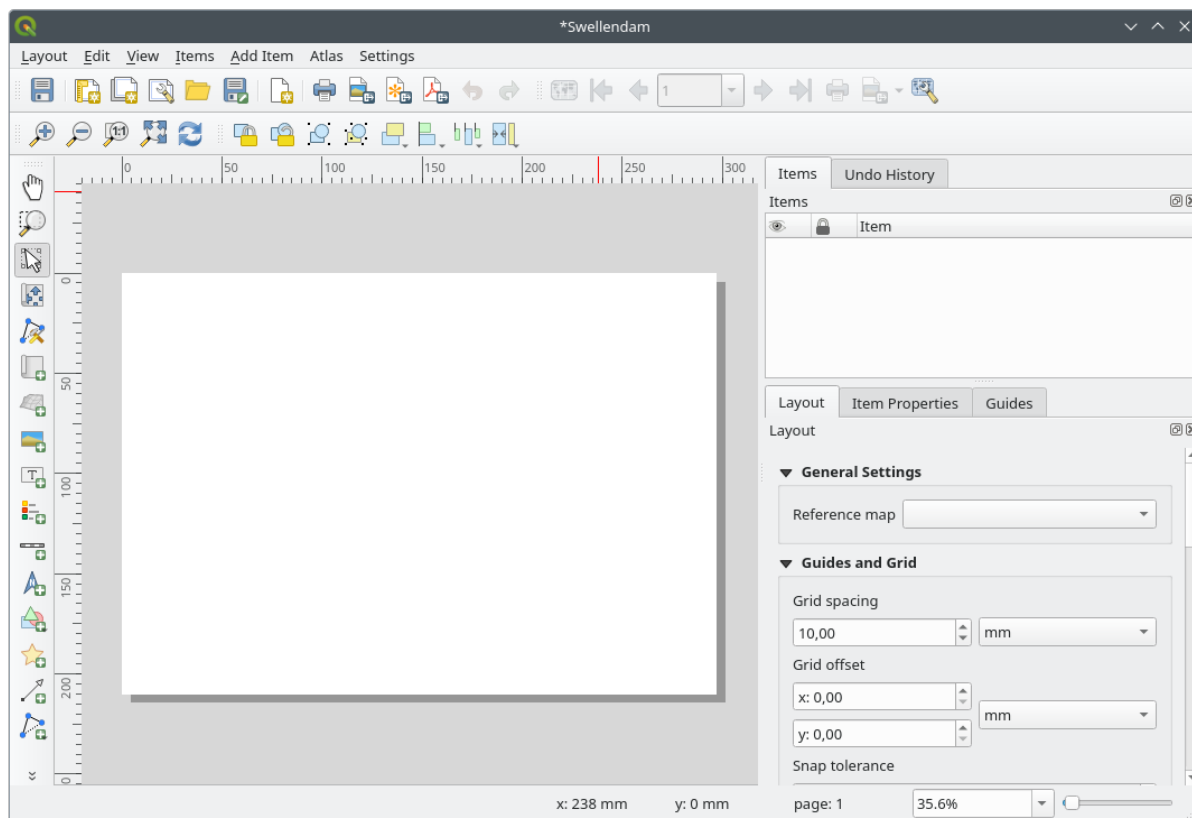 *Swellendam
Layout Edit View Items Add Item Atlas Settings
1
1:1
0 50 100 150 200 250 300
Items Undo History
Items
Item
0
50
100
150
200
0
T
Layout Item Properties Guides
Layout
General Settings
Reference map
Guides and Grid
Grid spacing
10,00 mm
Grid offset
x: 0,00
mm
y: 0,00
Snap tolerance
x: 238 mm y: 0 mm page: 1 35.6%